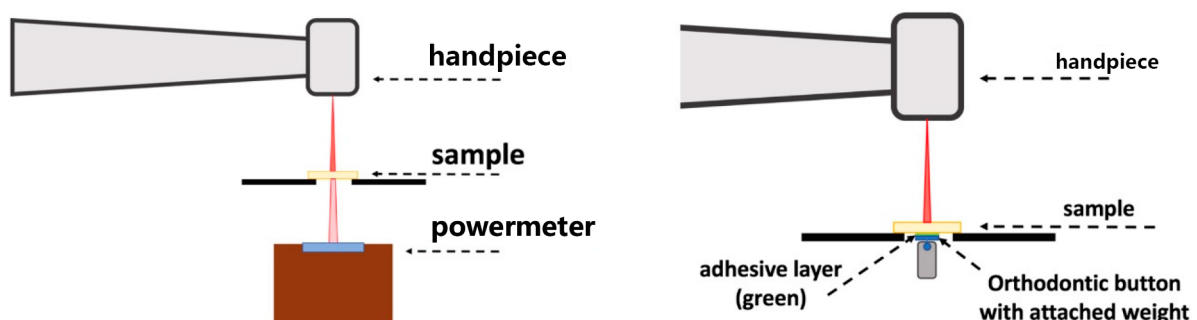 handpiece
sample
powermeter
handpiece
sample
adhesive layer
(green)
Orthodontic button
with attached weight